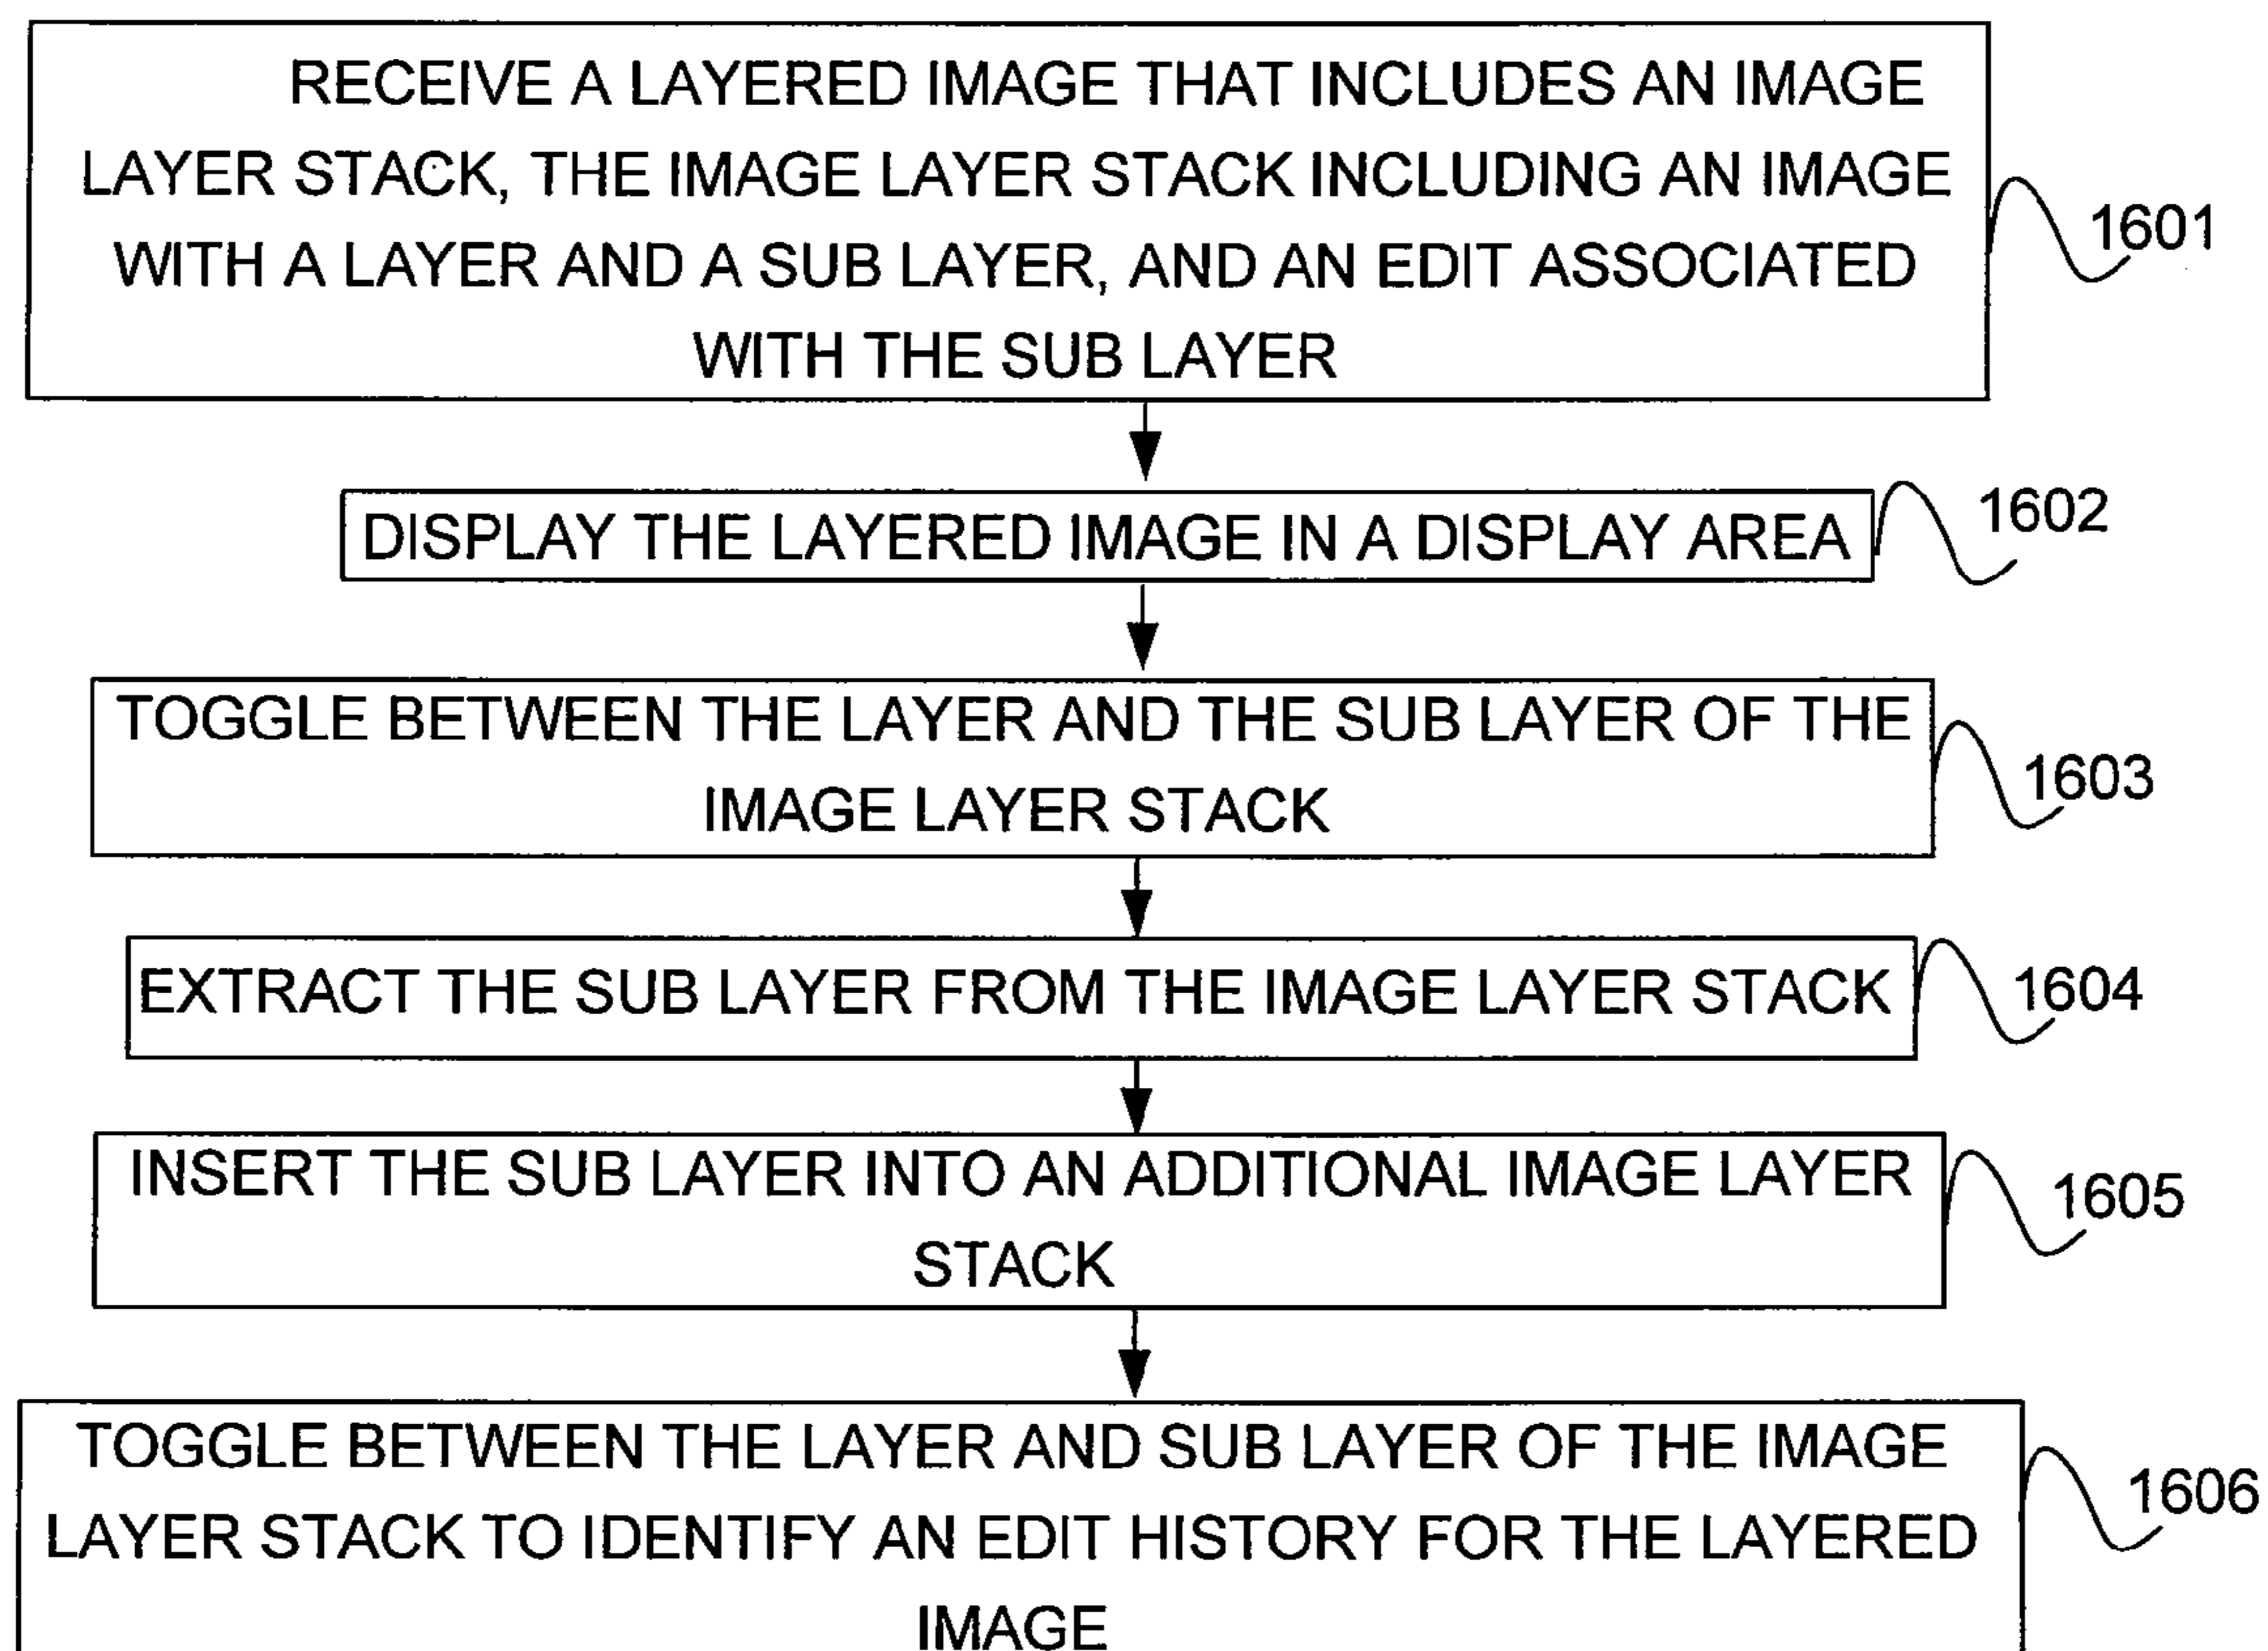 RECEIVE A LAYERED IMAGE THAT INCLUDES AN IMAGE
LAYER STACK, THE IMAGE LAYER STACK INCLUDING AN IMAGE
WITH A LAYER AND A SUB LAYER, AND AN EDIT ASSOCIATED
WITH THE SUB LAYER
1601
DISPLAY THE LAYERED IMAGE IN A DISPLAY AREA
1602
TOGGLE BETWEEN THE LAYER AND THE SUB LAYER OF THE
IMAGE LAYER STACK
1603
EXTRACT THE SUB LAYER FROM THE IMAGE LAYER STACK
1604
INSERT THE SUB LAYER INTO AN ADDITIONAL IMAGE LAYER
STACK
1605
TOGGLE BETWEEN THE LAYER AND SUB LAYER OF THE IMAGE
LAYER STACK TO IDENTIFY AN EDIT HISTORY FOR THE LAYERED
IMAGE
1606